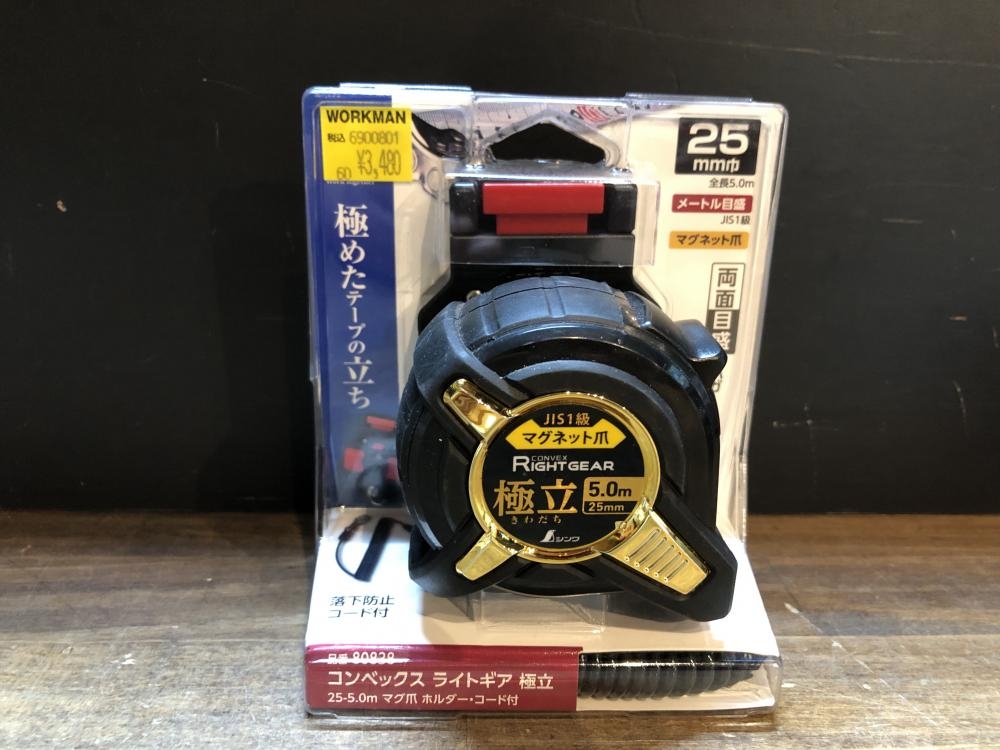 WORKMAN
税込 6900801
60 ¥3,480
極めたテープの立ち
25
mm巾
全長5.0m
メートル目盛
JIS1級
マグネット爪
両面目盛
JIS1級
マグネット爪
CONVEX
RIGHTGEAR
極立
きわだち
5.0m
25mm
シンワ
落下防止
コード付
品番 80838
コンベックス ライトギア 極立
25-5.0m マグ爪 ホルダー・コード付